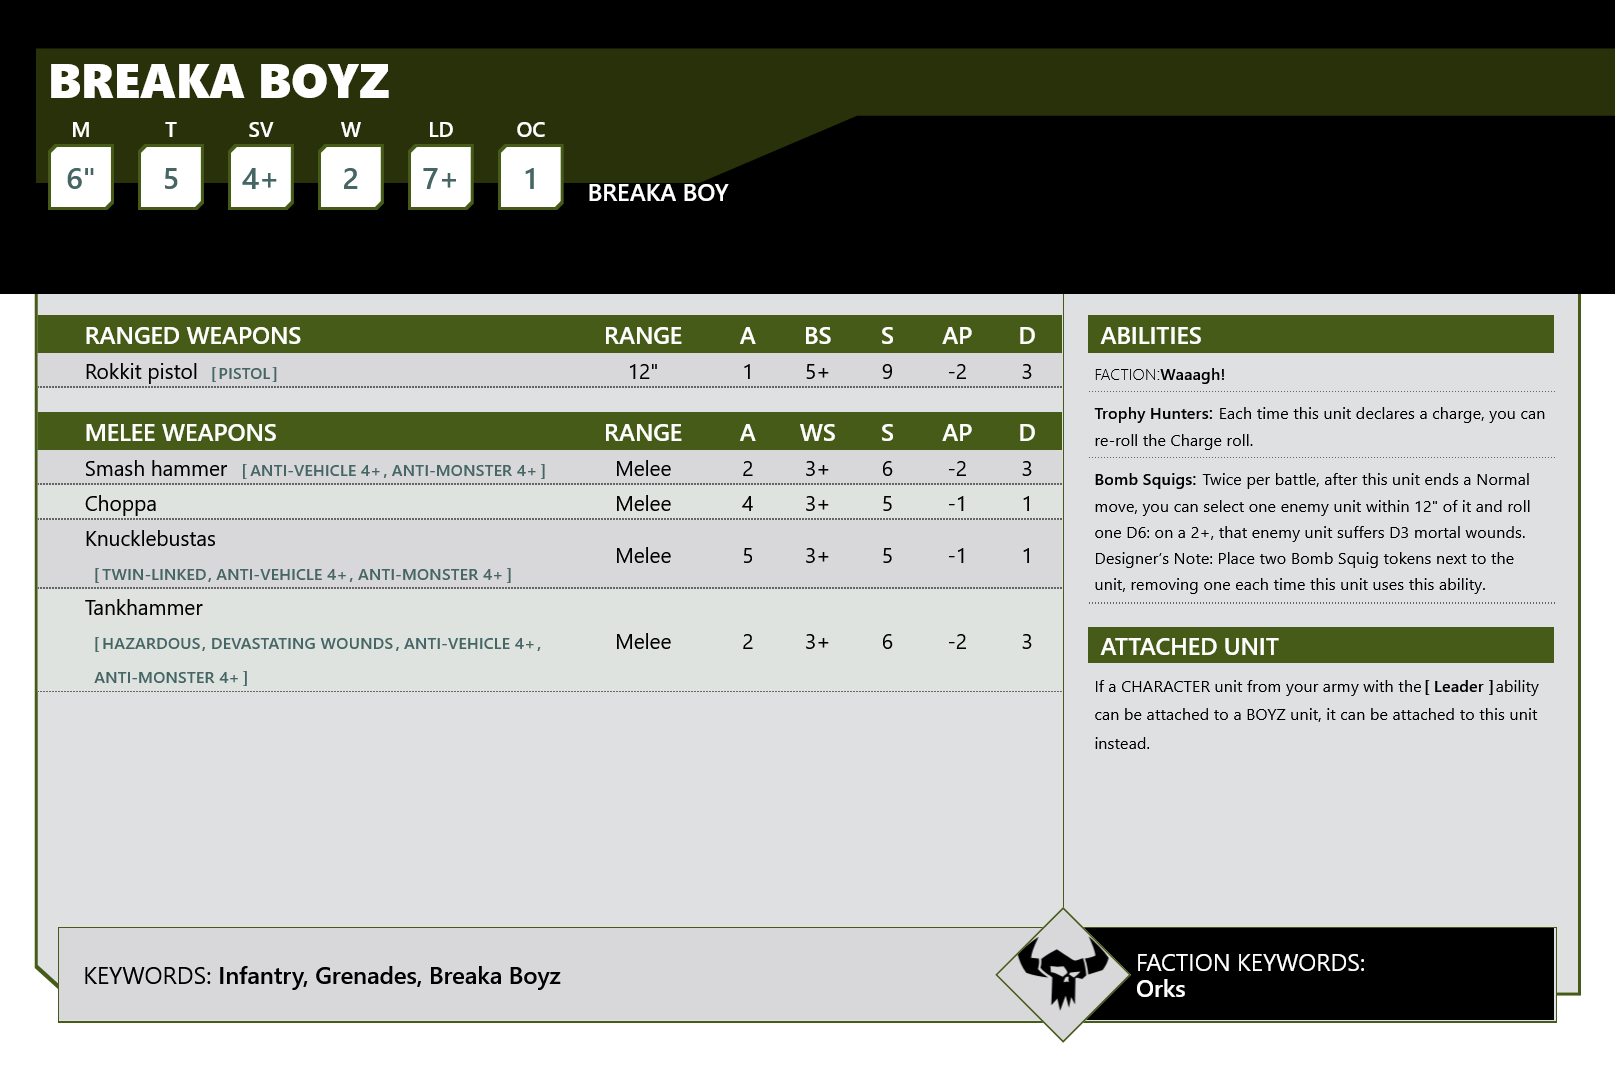 BREAKA BOYZ
M T SV W LD OC
6" 5 4+ 2 7+ 1 BREAKA BOY
RANGED WEAPONS RANGE A BS S AP D
Rokkit pistol [PISTOL] 12" 1 5+ 9 -2 3
MELEE WEAPONS RANGE A WS S AP D
Smash hammer [ANTI-VEHICLE 4+, ANTI-MONSTER 4+] Melee 2 3+ 6 -2 3
Choppa Melee 4 3+ 5 -1 1
Knucklebustas
[TWIN-LINKED, ANTI-VEHICLE 4+, ANTI-MONSTER 4+] Melee 5 3+ 5 -1 1
Tankhammer
[HAZARDOUS, DEVASTATING WOUNDS, ANTI-VEHICLE 4+, Melee 2 3+ 6 -2 3
ANTI-MONSTER 4+]
ABILITIES
FACTION:Waaagh!
Trophy Hunters: Each time this unit declares a charge, you can
re-roll the Charge roll.
Bomb Squigs: Twice per battle, after this unit ends a Normal
move, you can select one enemy unit within 12" of it and roll
one D6: on a 2+, that enemy unit suffers D3 mortal wounds.
Designer's Note: Place two Bomb Squig tokens next to the
unit, removing one each time this unit uses this ability.
ATTACHED UNIT
If a CHARACTER unit from your army with the [ Leader ] ability
can be attached to a BOYZ unit, it can be attached to this unit
instead.
KEYWORDS: Infantry, Grenades, Breaka Boyz
FACTION KEYWORDS:
Orks